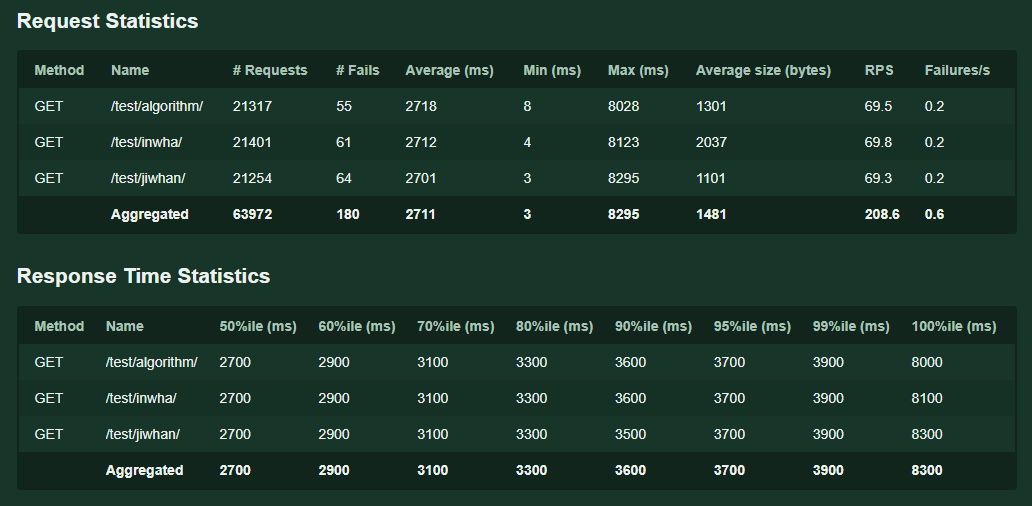 Request Statistics
Method Name # Requests # Fails Average (ms) Min (ms) Max (ms) Average size (bytes) RPS Failures/s
GET /test/algorithm/ 21317 55 2718 8 8028 1301 69.5 0.2
GET /test/inwha/ 21401 61 2712 4 8123 2037 69.8 0.2
GET /test/jiwhan/ 21254 64 2701 3 8295 1101 69.3 0.2
Aggregated 63972 180 2711 3 8295 1481 208.6 0.6
Response Time Statistics
Method Name 50%ile (ms) 60%ile (ms) 70%ile (ms) 80%ile (ms) 90%ile (ms) 95%ile (ms) 99%ile (ms) 100%ile (ms)
GET /test/algorithm/ 2700 2900 3100 3300 3600 3700 3900 8000
GET /test/inwha/ 2700 2900 3100 3300 3600 3700 3900 8100
GET /test/jiwhan/ 2700 2900 3100 3300 3500 3700 3900 8300
Aggregated 2700 2900 3100 3300 3600 3700 3900 8300